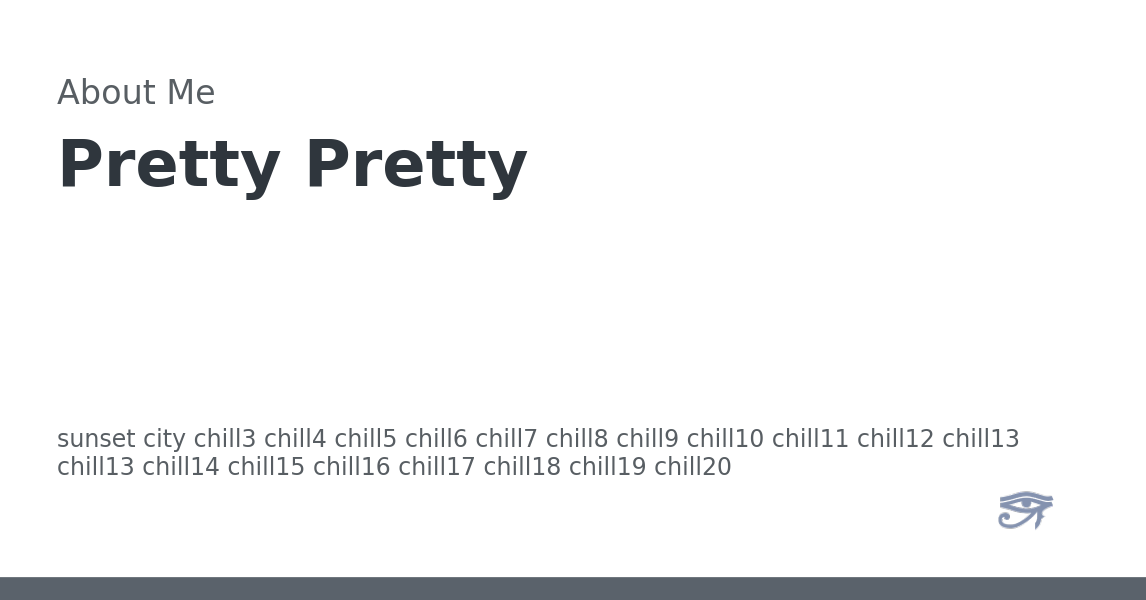 About Me
Pretty Pretty
sunset city chill3 chill4 chill5 chill6 chill7 chill8 chill9 chill10 chill11 chill12 chill13
chill13 chill14 chill15 chill16 chill17 chill18 chill19 chill20